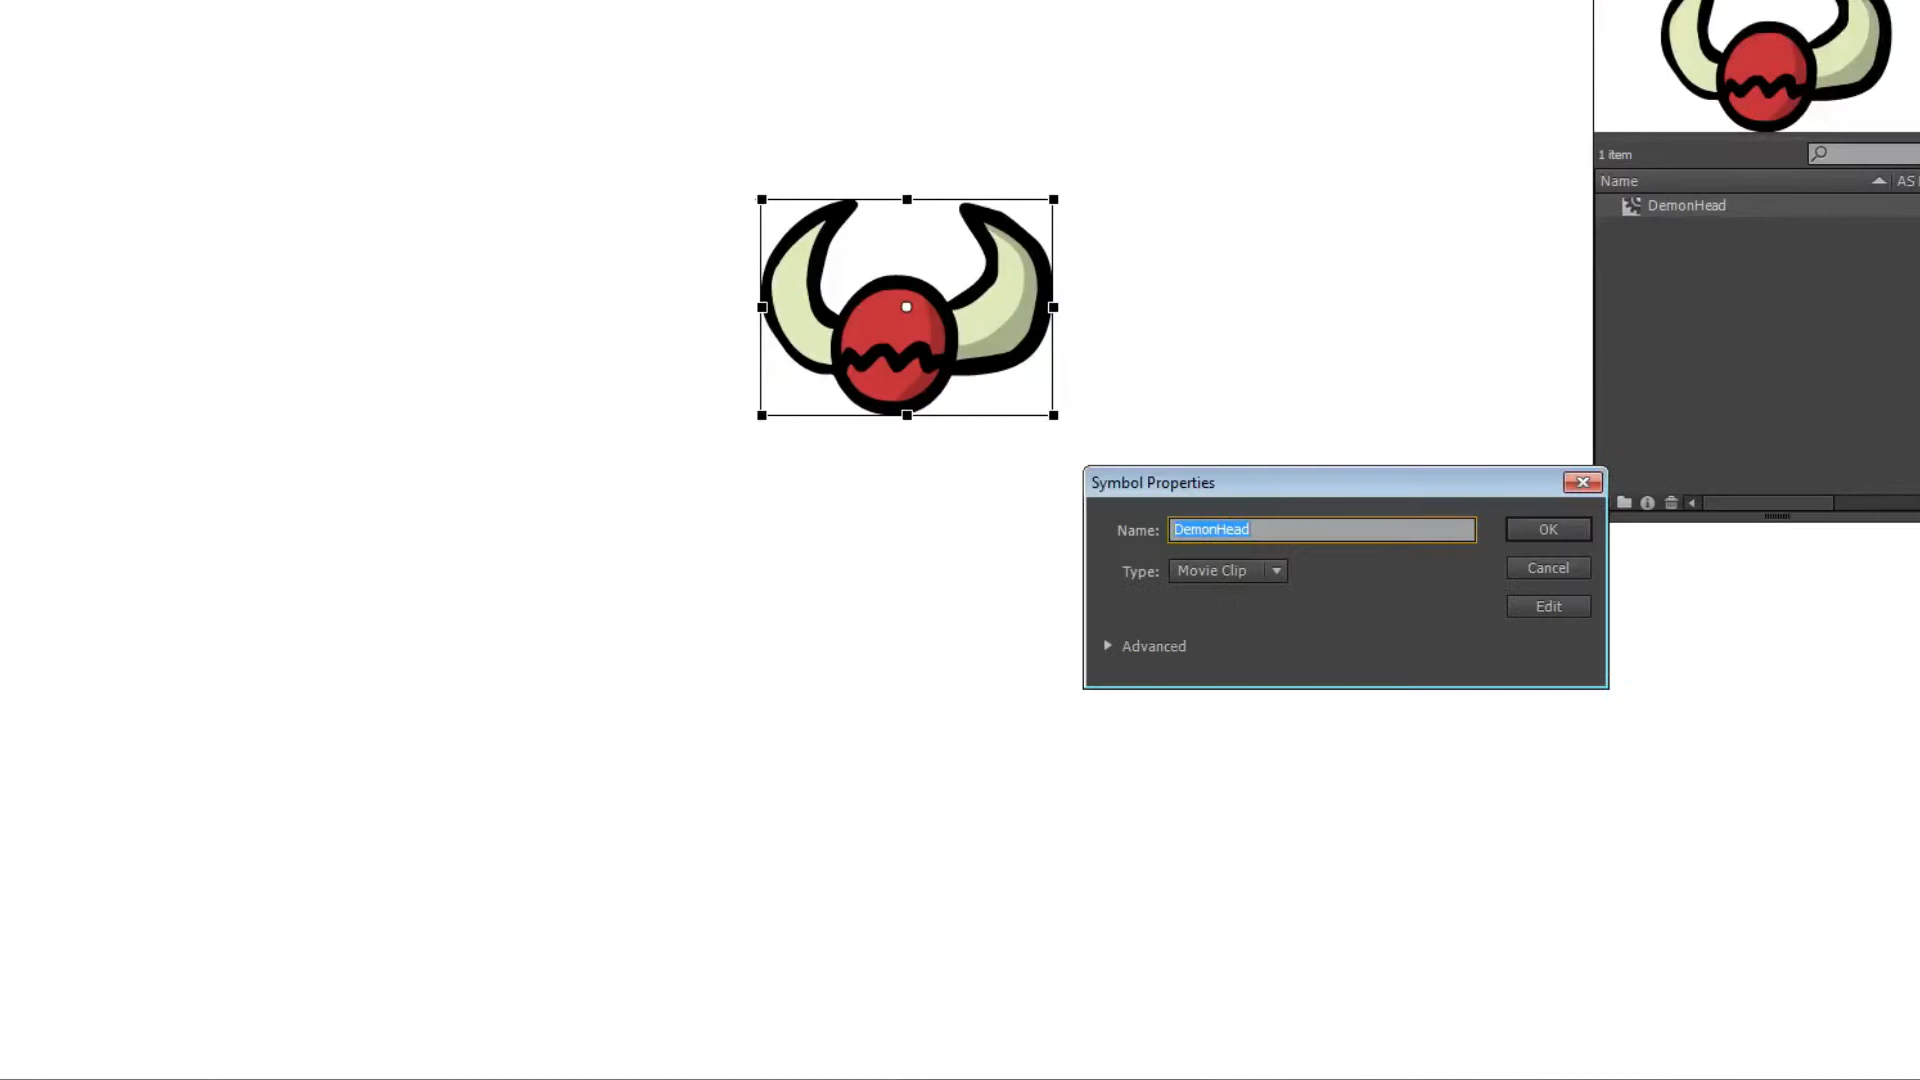 1 item
Name AS
DemonHead
Symbol Properties
Name: DemonHead OK
Type: Movie Clip Cancel
Edit
Advanced